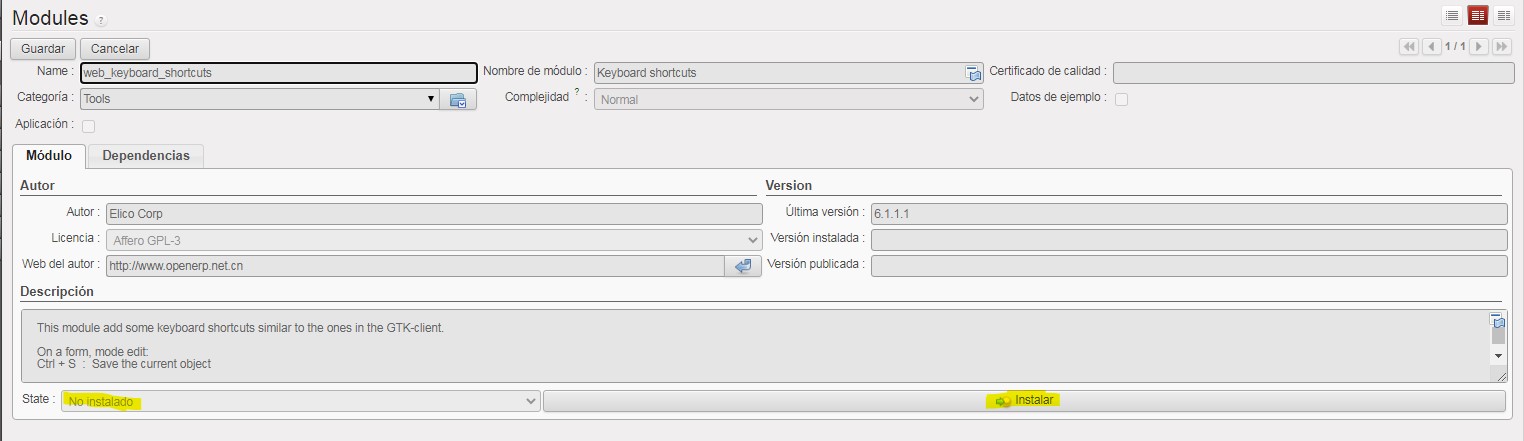 Modules ?
Guardar Cancelar 1 / 1
Name : web_keyboard_shortcuts Nombre de módulo : Keyboard shortcuts Certificado de calidad :
Categoría : Tools Complejidad ? : Normal Datos de ejemplo :
Aplicación :
Módulo Dependencias
Autor Version
Autor : Elico Corp Última versión : 6.1.1.1
Licencia : Affero GPL-3 Versión instalada :
Web del autor : http://www.openerp.net.cn Versión publicada :
Descripción
This module add some keyboard shortcuts similar to the ones in the GTK-client.
On a form, mode edit:
Ctrl + S : Save the current object
State : No instalado Instalar